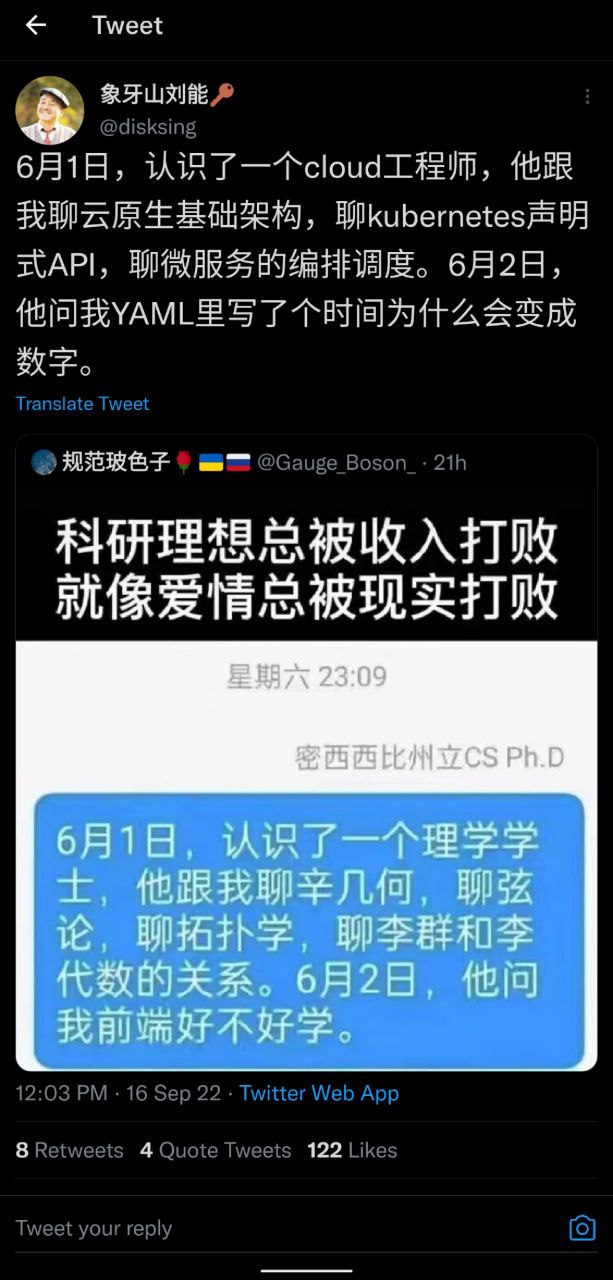 Tweet
象牙山刘能
@disksing
6月1日，认识了一个cloud工程师，他跟
我聊云原生基础架构，聊kubernetes声明
式API，聊微服务的编排调度。6月2日，
他问我YAML里写了个时间为什么会变成
数字。
Translate Tweet
规范玻色子 @Gauge_Boson_ · 21h
科研理想总被收入打败
就像爱情总被现实打败
星期六 23:09
密西西比州立CS Ph.D
6月1日，认识了一个理学学
士，他跟我聊辛几何，聊弦
论，聊拓扑学，聊李群和李
代数的关系。6月2日，他问
我前端好不好学。
12:03 PM · 16 Sep 22 · Twitter Web App
8 Retweets 4 Quote Tweets 122 Likes
Tweet your reply